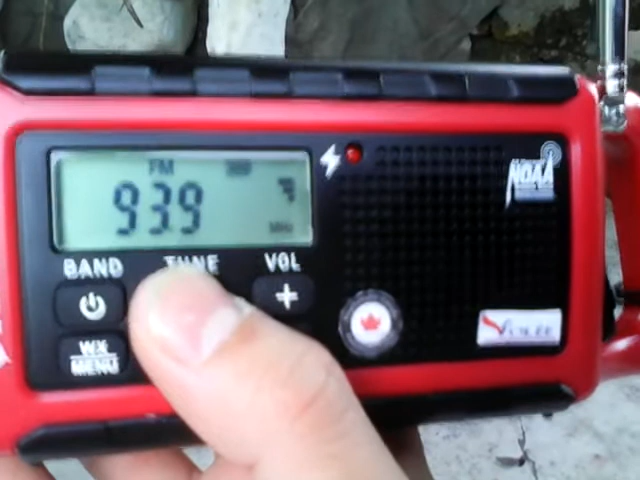 FM
93.9
MHz
BAND TUNE VOL
+
WX
MENU
NOAA